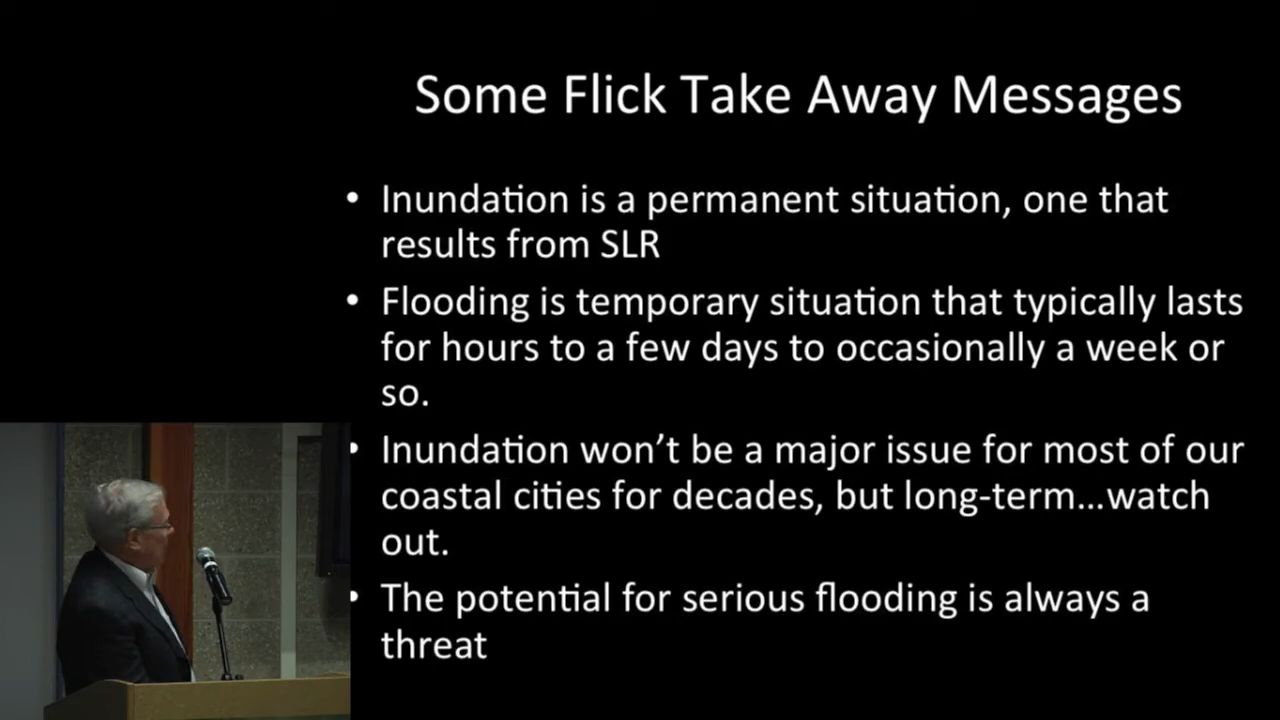 Some Flick Take Away Messages
• Inundation is a permanent situation, one that
results from SLR
• Flooding is temporary situation that typically lasts
for hours to a few days to occasionally a week or
so.
• Inundation won’t be a major issue for most of our
coastal cities for decades, but long-term…watch
out.
• The potential for serious flooding is always a
threat